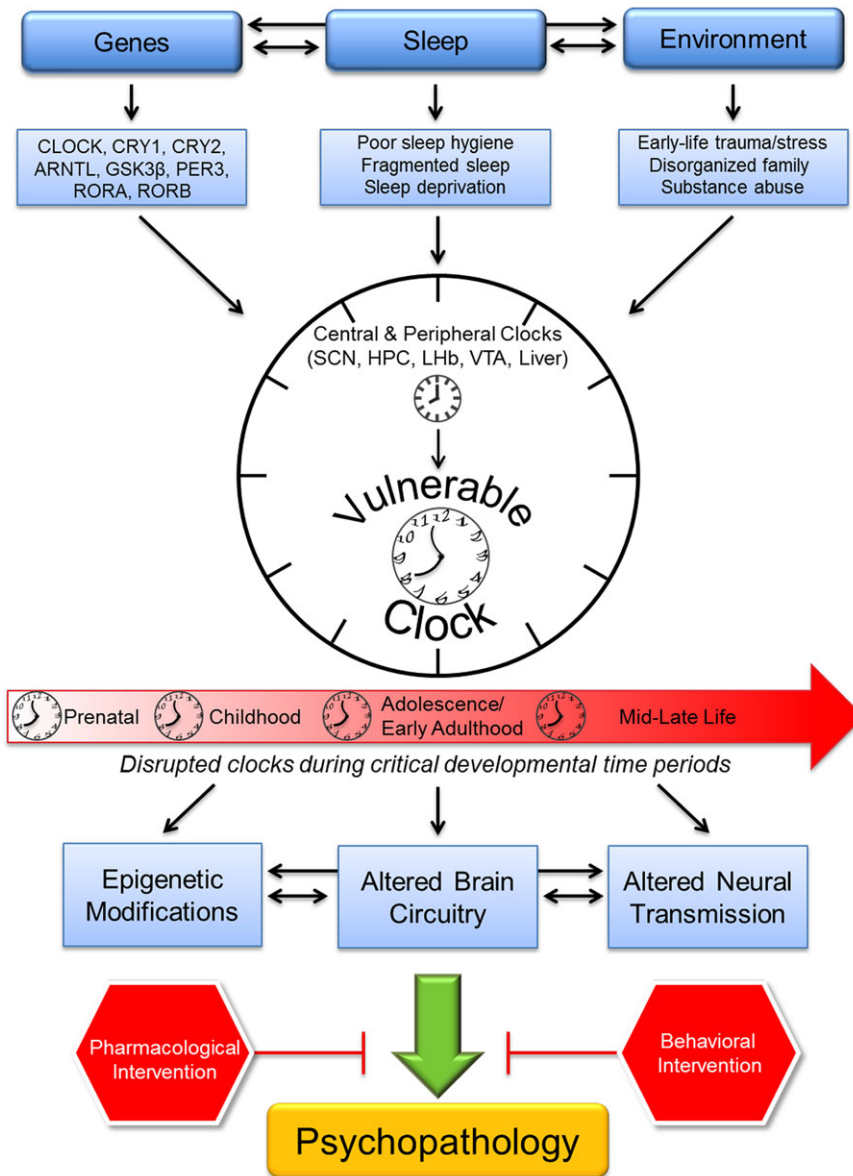 Genes
Sleep
Environment
CLOCK, CRY1, CRY2,
ARNTL, GSK3β, PER3,
RORA, RORB
Poor sleep hygiene
Fragmented sleep
Sleep deprivation
Early-life trauma/stress
Disorganized family
Substance abuse
Central & Peripheral Clocks
(SCN, HPC, LHb, VTA, Liver)
Vulnerable
Clock
Prenatal
Childhood
Adolescence/
Early Adulthood
Mid-Late Life
Disrupted clocks during critical developmental time periods
Epigenetic
Modifications
Altered Brain
Circuitry
Altered Neural
Transmission
Pharmacological
Intervention
Behavioral
Intervention
Psychopathology